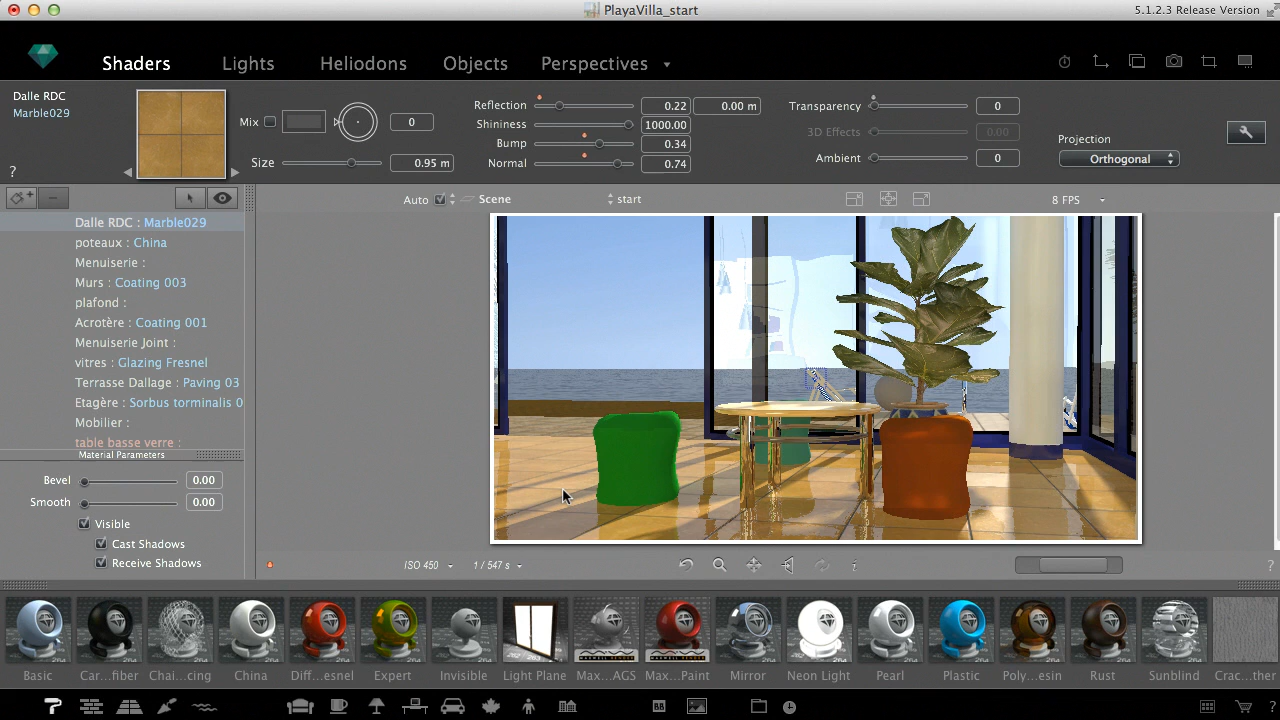 PlayaVilla_start
5.1.2.3 Release Version
Shaders
Lights
Heliodons
Objects
Perspectives
Dalle RDC
Marble029
?
Mix
0
Size
0.95 m
Reflection
0.22
0.00 m
Shininess
1000.00
Bump
0.34
Normal
0.74
Transparency
0
3D Effects
0.00
Ambient
0
Projection
Orthogonal
Auto
Scene
start
8 FPS
Dalle RDC : Marble029
poteaux : China
Menuiserie :
Murs : Coating 003
plafond :
Acrotère : Coating 001
Menuiserie Joint :
vitres : Glazing Fresnel
Terrasse Dallage : Paving 03
Etagère : Sorbus torminalis 0
Mobilier :
table basse verre :
Material Parameters
Bevel
0.00
Smooth
0.00
Visible
Cast Shadows
Receive Shadows
ISO 450
1 / 547 s
i
?
Basic
Car...fiber
Chai...cing
China
Diff...esnel
Expert
Invisible
Light Plane
Max...AGS
Max...Paint
Mirror
Neon Light
Pearl
Plastic
Poly...esin
Rust
Sunblind
Crac...ther
?